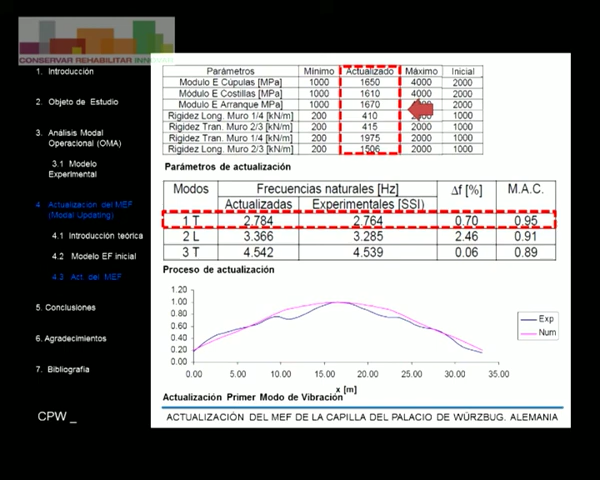 CONSERVAR REHABILITAR INNOVAR
1. Introducción
2. Objeto de Estudio
3. Análisis Modal
Operacional (OMA)
3.1 Modelo
Experimental
4. Actualización del MEF
(Modal Updating)
4.1 Introducción teórica
4.2 Modelo EF inicial
4.3 Act. del MEF
5. Conclusiones
6. Agradecimientos
7. Bibliografía
CPW _
Parámetros Mínimo Actualizado Máximo Inicial
Modulo E Cúpulas [MPa] 1000 1650 4000 2000
Modulo E Costillas [MPa] 1000 1610 4000 2000
Modulo E Arranque MPa] 1000 1670 2000
Rigidez Long. Muro 1/4 [kN/m] 200 410 1000
Rigidez Tran. Muro 2/3 [kN/m] 200 415 1000
Rigidez Tran. Muro 1/4 [kN/m] 200 1975 1000
Rigidez Long. Muro 2/3 [kN/m] 200 1506 2000 1000
Parámetros de actualización
Modos Frecuencias naturales [Hz] Δf [%] M.A.C.
Actualizadas Experimentales [SSI]
1 T 2.784 2.764 0.70 0.95
2 L 3.366 3.285 2.46 0.91
3 T 4.542 4.539 0.06 0.89
Proceso de actualización
1.20
1.00
0.80
0.60
0.40
0.20
0.00
0.00 5.00 10.00 15.00 20.00 25.00 30.00 35.00
x [m]
Exp
Num
Actualización Primer Modo de Vibración
ACTUALIZACIÓN DEL MEF DE LA CAPILLA DEL PALACIO DE WÜRZBUG. ALEMANIA